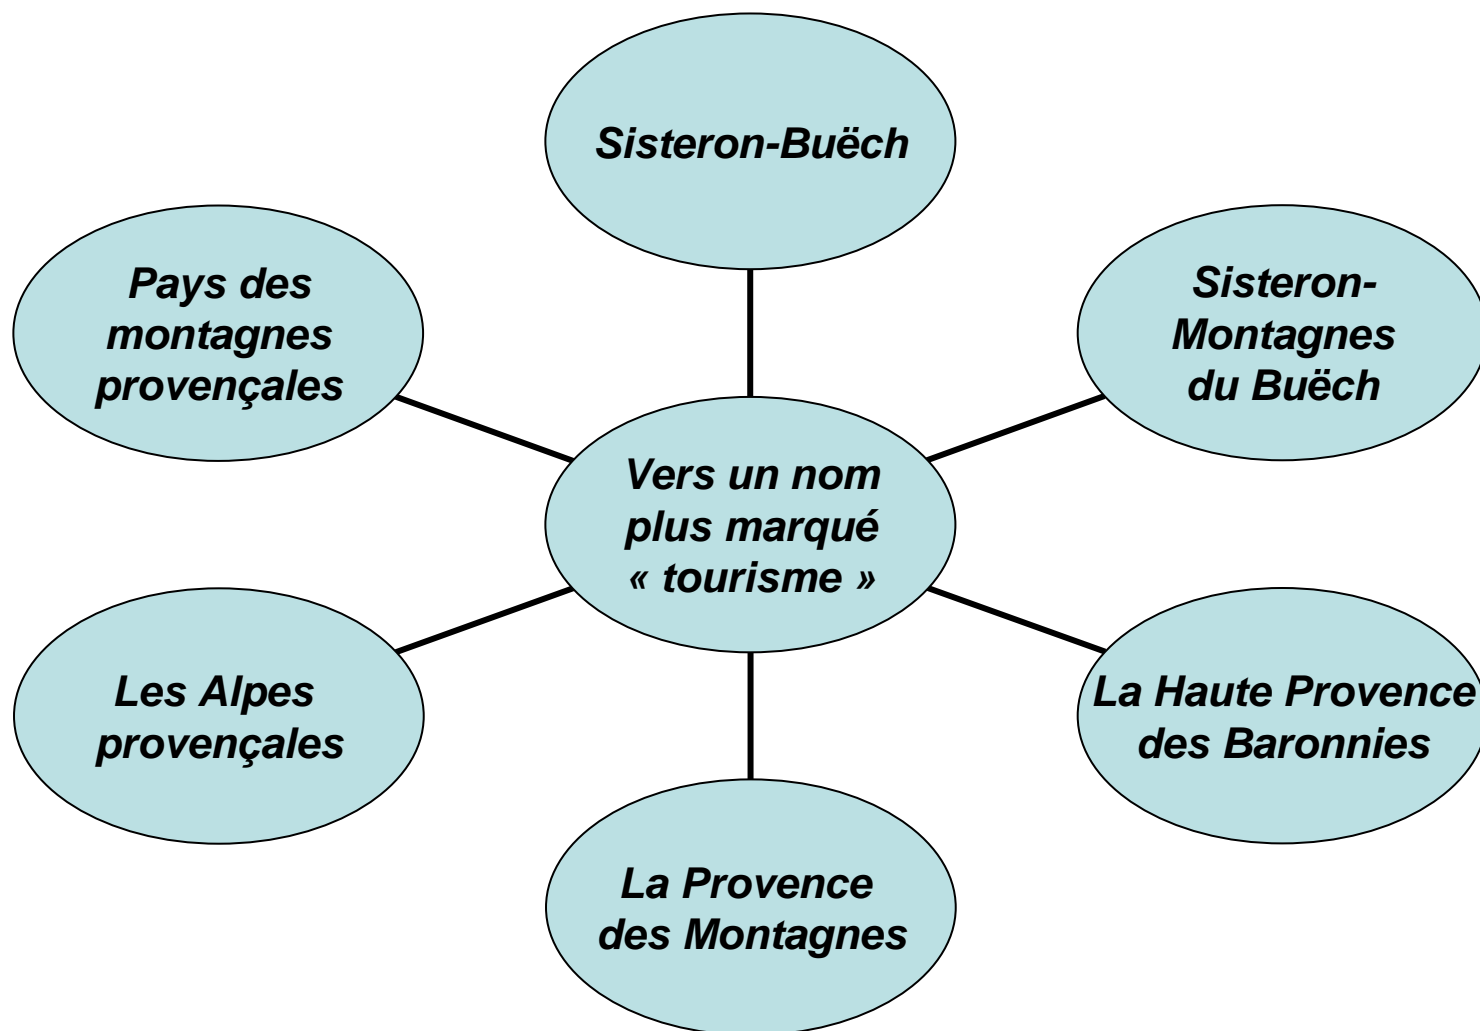 Sisteron-Buëch
Pays des
montagnes
provençales
Sisteron-
Montagnes
du Buëch
Vers un nom
plus marqué
« tourisme »
Les Alpes
provençales
La Haute Provence
des Baronnies
La Provence
des Montagnes